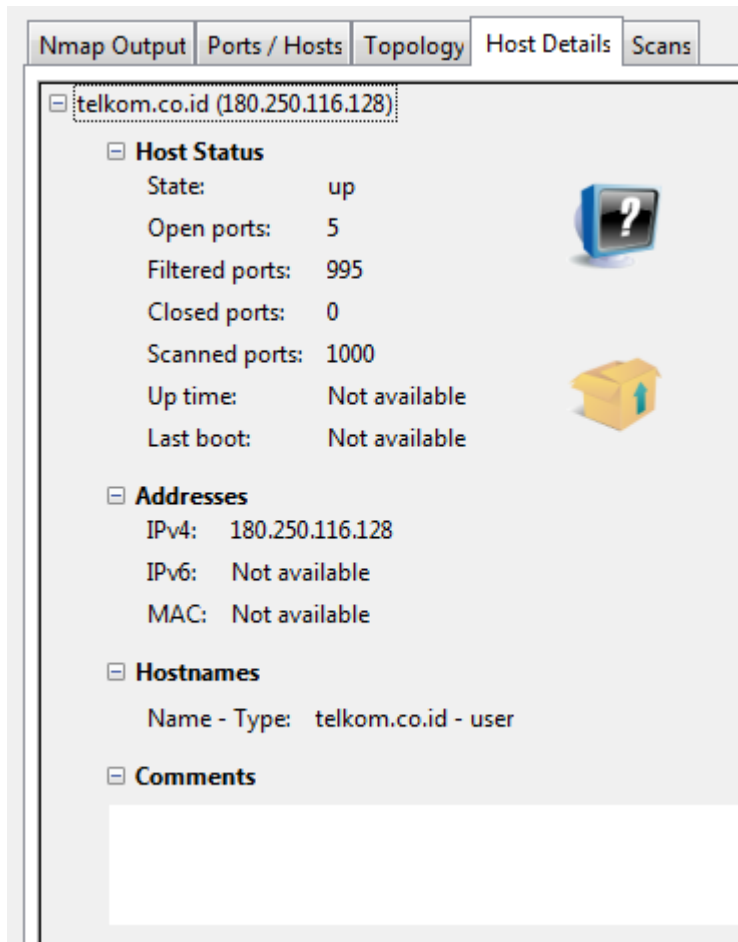 Nmap Output Ports / Hosts Topology Host Details Scans
telkom.co.id (180.250.116.128)
Host Status
State: up
Open ports: 5
Filtered ports: 995
Closed ports: 0
Scanned ports: 1000
Up time: Not available
Last boot: Not available
Addresses
IPv4: 180.250.116.128
IPv6: Not available
MAC: Not available
Hostnames
Name - Type: telkom.co.id - user
Comments
?